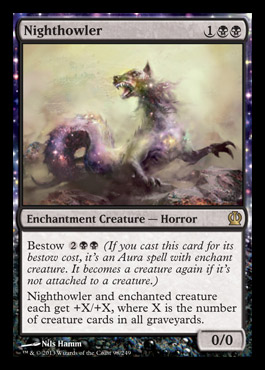 Nighthowler 1
Enchantment Creature — Horror
Bestow 2 (If you cast this card for its
bestow cost, it's an Aura spell with enchant
creature. It becomes a creature again if it's
not attached to a creature.)
Nighthowler and enchanted creature
each get +X/+X, where X is the number
of creature cards in all graveyards.
Nils Hamm
™ & © 2013 Wizards of the Coast 98/249
0/0